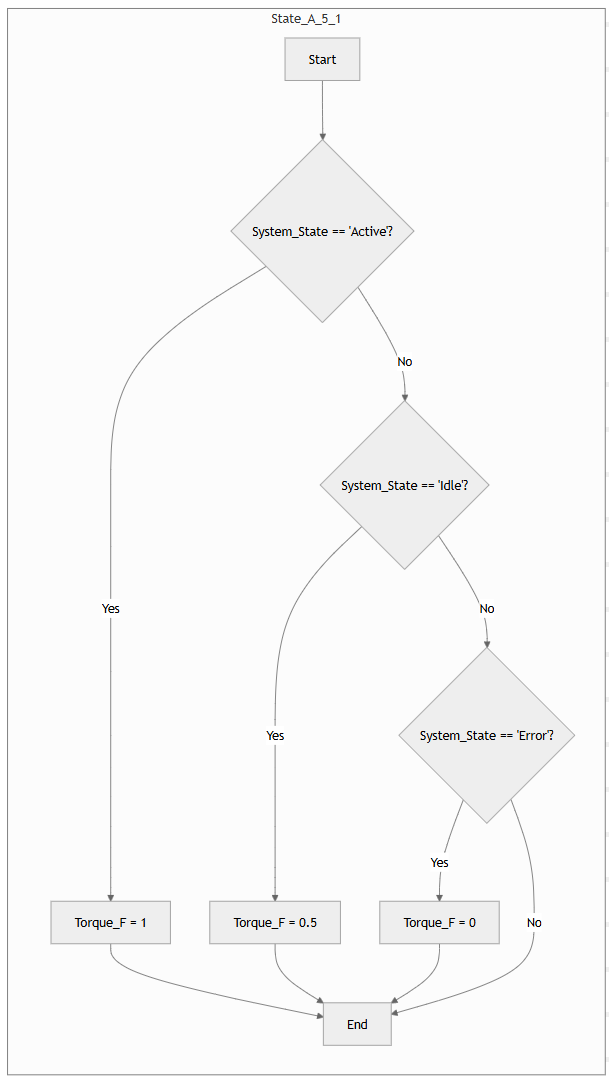 State_A_5_1
Start
System_State == 'Active'?
No
System_State == 'Idle'?
Yes
No
System_State == 'Error'?
Yes
Yes
Torque_F = 1
Torque_F = 0.5
Torque_F = 0
No
End